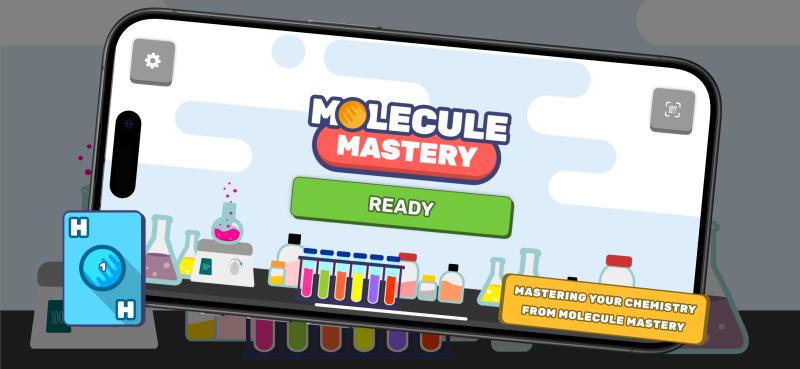 MOLECULE
MASTERY
READY
H
1
H
MASTERING YOUR CHEMISTRY
FROM MOLECULE MASTERY